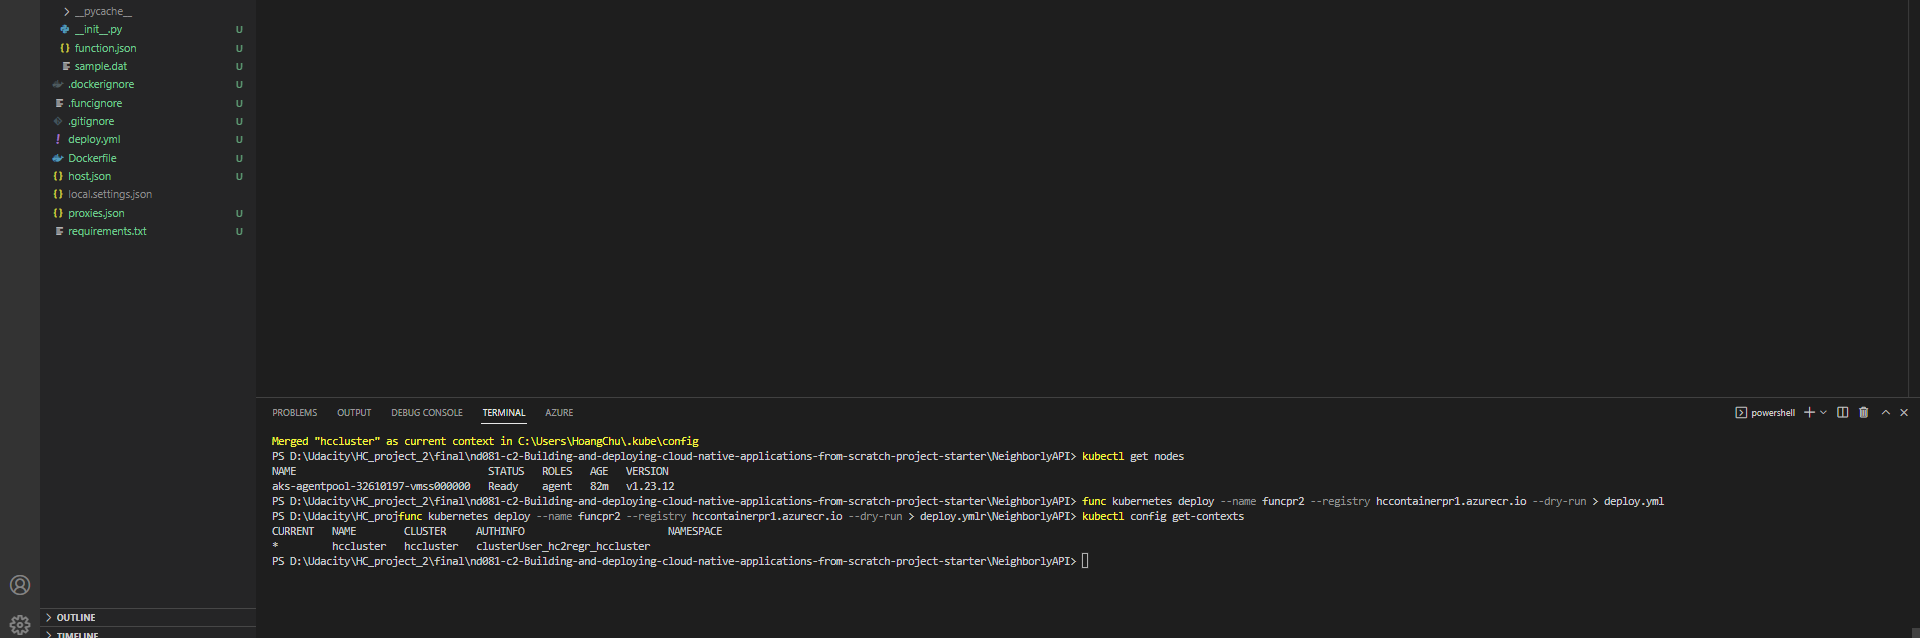 __pycache__
__init__.py U
function.json U
sample.dat U
.dockerignore U
.funcignore U
.gitignore U
deploy.yml U
Dockerfile U
host.json U
local.settings.json
proxies.json U
requirements.txt U
OUTLINE
TIMELINE
PROBLEMS OUTPUT DEBUG CONSOLE TERMINAL AZURE powershell
Merged "hccluster" as current context in C:\Users\HoangChu\.kube\config
PS D:\Udacity\HC_project_2\final\nd081-c2-Building-and-deploying-cloud-native-applications-from-scratch-project-starter\NeighborlyAPI> kubectl get nodes
NAME STATUS ROLES AGE VERSION
aks-agentpool-32610197-vmss000000 Ready agent 82m v1.23.12
PS D:\Udacity\HC_project_2\final\nd081-c2-Building-and-deploying-cloud-native-applications-from-scratch-project-starter\NeighborlyAPI> func kubernetes deploy --name funcpr2 --registry hccontainerpr1.azurecr.io --dry-run > deploy.yml
PS D:\Udacity\HC_projfunc kubernetes deploy --name funcpr2 --registry hccontainerpr1.azurecr.io --dry-run > deploy.ymlr\NeighborlyAPI> kubectl config get-contexts
CURRENT NAME CLUSTER AUTHINFO NAMESPACE
* hccluster hccluster clusterUser_hc2regr_hccluster
PS D:\Udacity\HC_project_2\final\nd081-c2-Building-and-deploying-cloud-native-applications-from-scratch-project-starter\NeighborlyAPI>